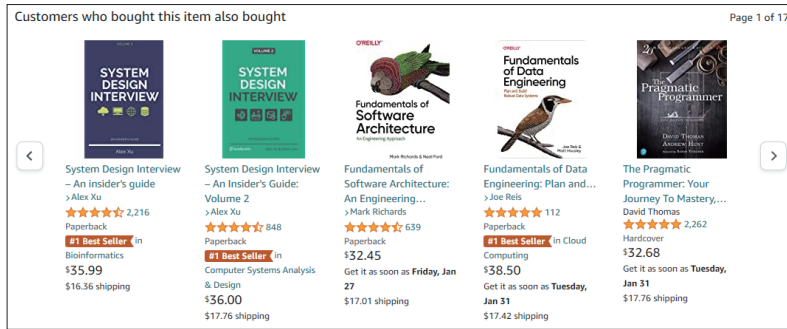 Customers who bought this item also bought
Page 1 of 17
VOLUME 1
SYSTEM
DESIGN
INTERVIEW
Alex Xu
System Design Interview
– An insider's guide
›Alex Xu
2,216
Paperback
#1 Best Seller in
Bioinformatics
$35.99
$16.36 shipping
VOLUME 2
SYSTEM
DESIGN
INTERVIEW
System Design Interview
– An Insider's Guide:
Volume 2
›Alex Xu
848
Paperback
#1 Best Seller in
Computer Systems Analysis
& Design
$36.00
$17.76 shipping
O'REILLY
Fundamentals of
Software
Architecture
An Engineering Approach
Mark Richards & Neal Ford
Fundamentals of
Software Architecture:
An Engineering…
›Mark Richards
639
Paperback
$32.45
Get it as soon as Friday, Jan
27
$17.01 shipping
O'REILLY
Fundamentals
of Data
Engineering
Plan and Build
Robust Data Systems
Joe Reis &
Matt Housley
Fundamentals of Data
Engineering: Plan and…
›Joe Reis
112
Paperback
#1 Best Seller in Cloud
Computing
$38.50
Get it as soon as Tuesday,
Jan 31
$17.42 shipping
The
Pragmatic
Programmer
DAVID THOMAS
ANDREW HUNT
The Pragmatic
Programmer: Your
Journey To Mastery,…
David Thomas
2,262
Hardcover
$32.68
Get it as soon as Tuesday,
Jan 31
$17.76 shipping